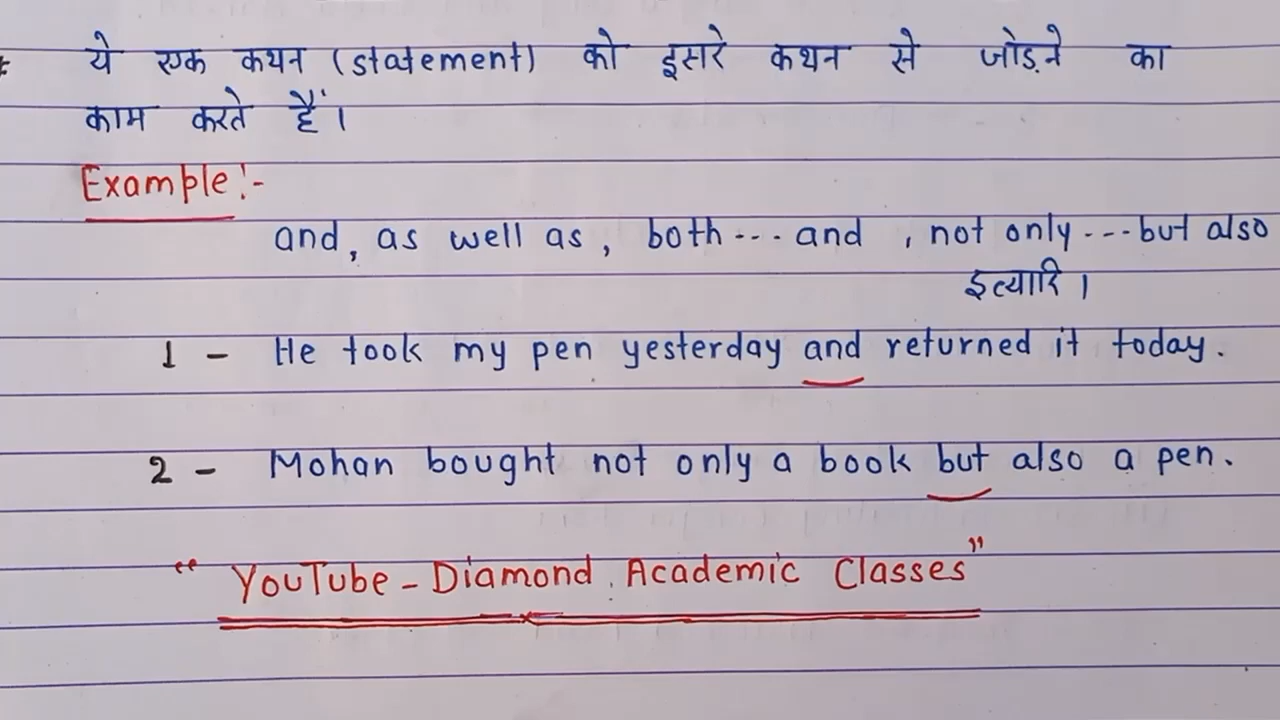 ये एक कथन (statement) को दूसरे कथन से जोड़ने का
काम करते हैं।
Example:-
and, as well as, both --- and , not only --- but also
इत्यादि ।
1 - He took my pen yesterday and returned it today.
2 - Mohan bought not only a book but also a pen.
"YouTube - Diamond Academic Classes"